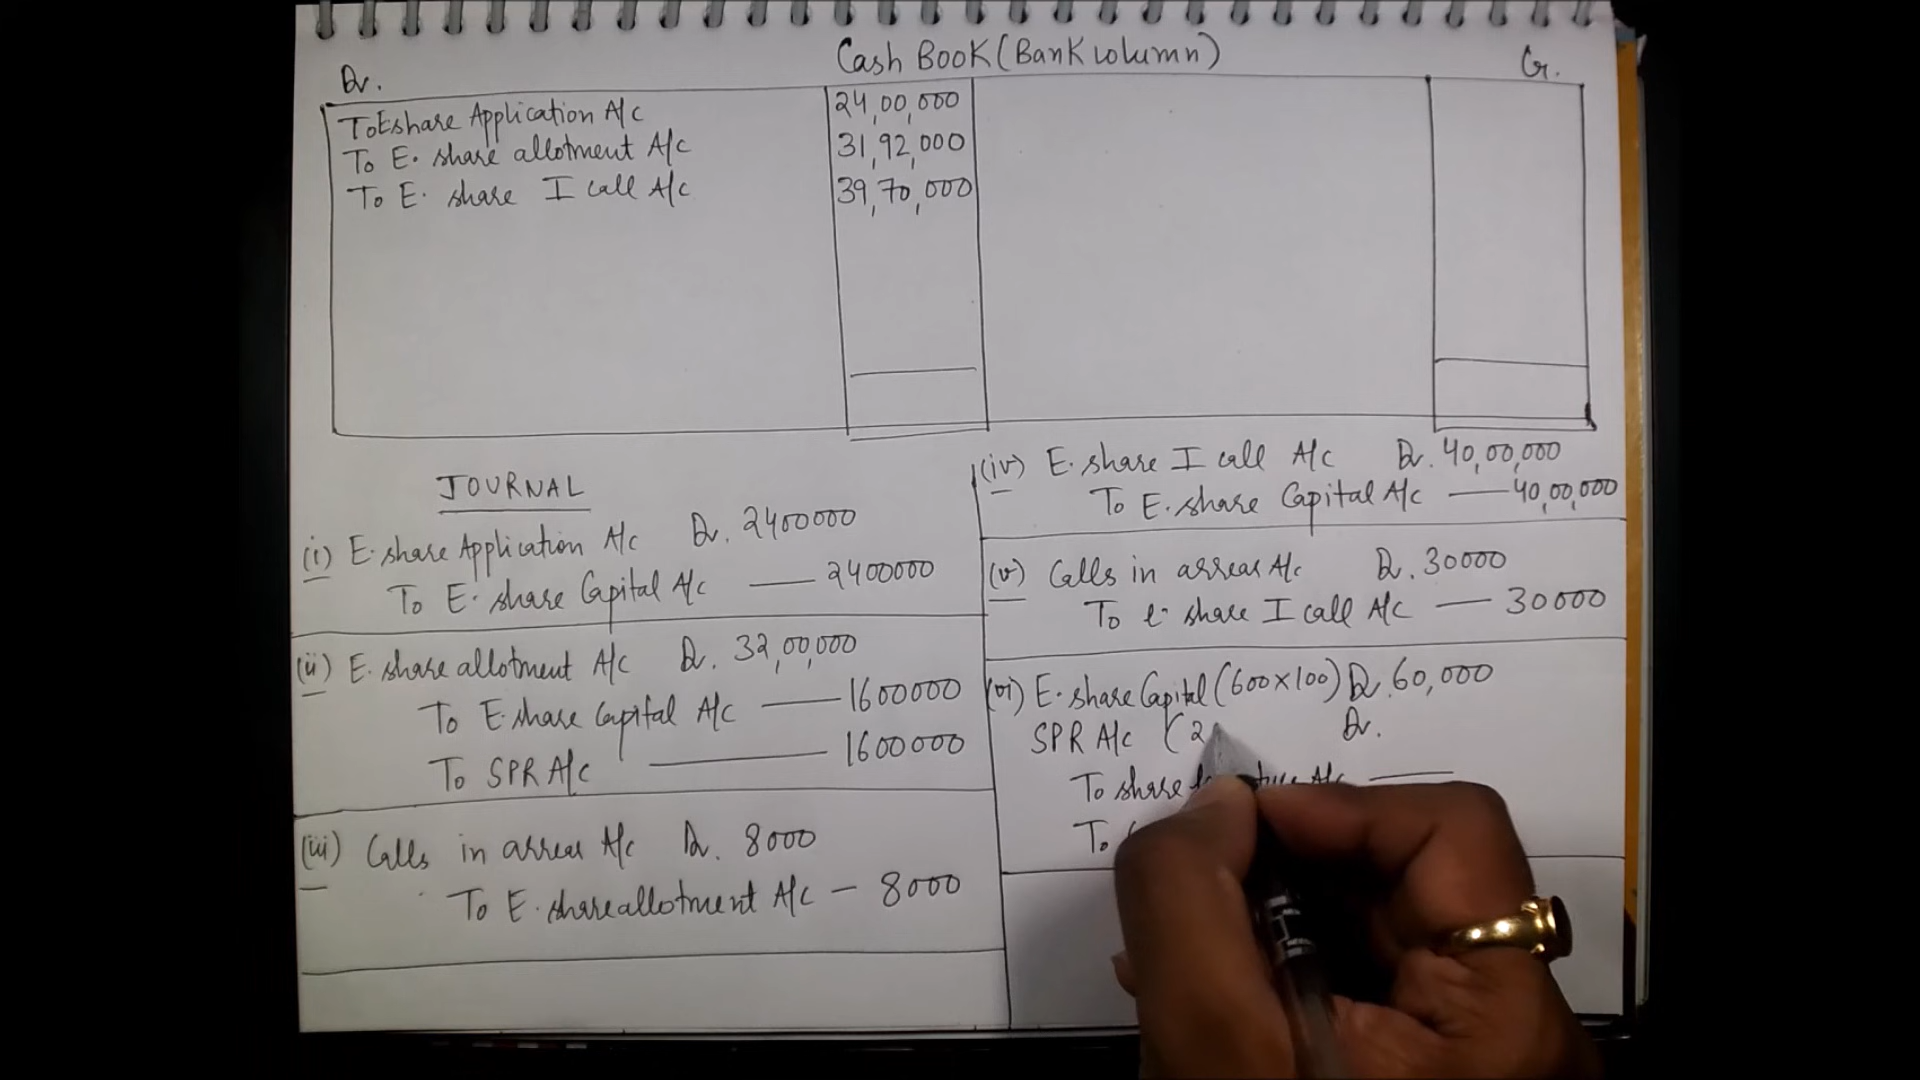 Cash Book (Bank column)
Dr.
Cr.
To Eshare Application A/c 24,00,000
To E. share allotment A/c 31,92,000
To E. share I call A/c 39,70,000
JOURNAL
(i) E. share Application A/c Dr. 2400000
To E. share Capital A/c — 2400000
(ii) E. share allotment A/c Dr. 32,00,000
To E. share Capital A/c — 1600000
To SPR A/c — 1600000
(iii) Calls in arrear A/c Dr. 8000
To E. share allotment A/c — 8000
(iv) E. share I call A/c Dr. 40,00,000
To E. share Capital A/c — 40,00,000
(v) Calls in arrear A/c Dr. 30000
To E. share I call A/c — 30000
(vi) E. share Capital (600×100) Dr. 60,000
SPR A/c (2 Dr.
To share A/c —
To